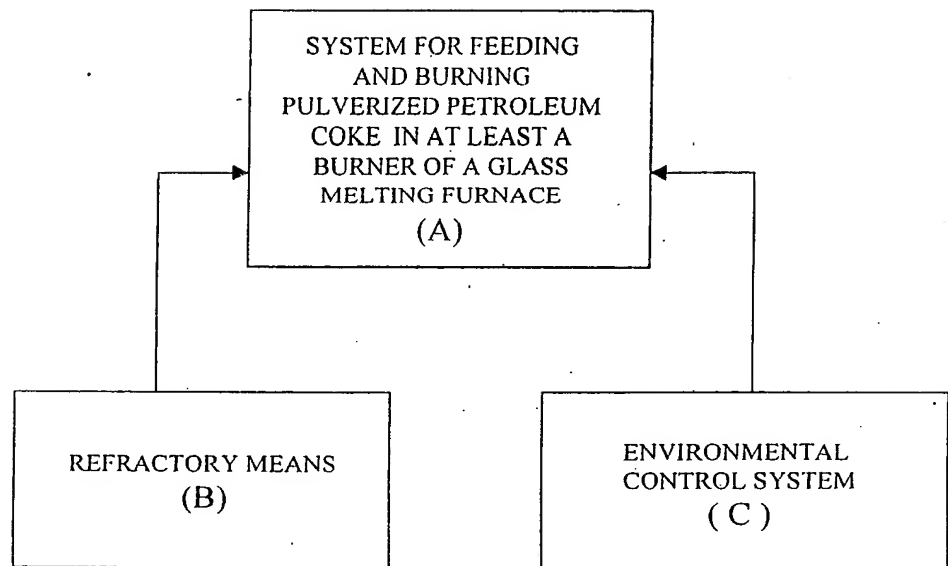 SYSTEM FOR FEEDING
AND BURNING
PULVERIZED PETROLEUM
COKE IN AT LEAST A
BURNER OF A GLASS
MELTING FURNACE
(A)
REFRACTORY MEANS
(B)
ENVIRONMENTAL
CONTROL SYSTEM
( C )